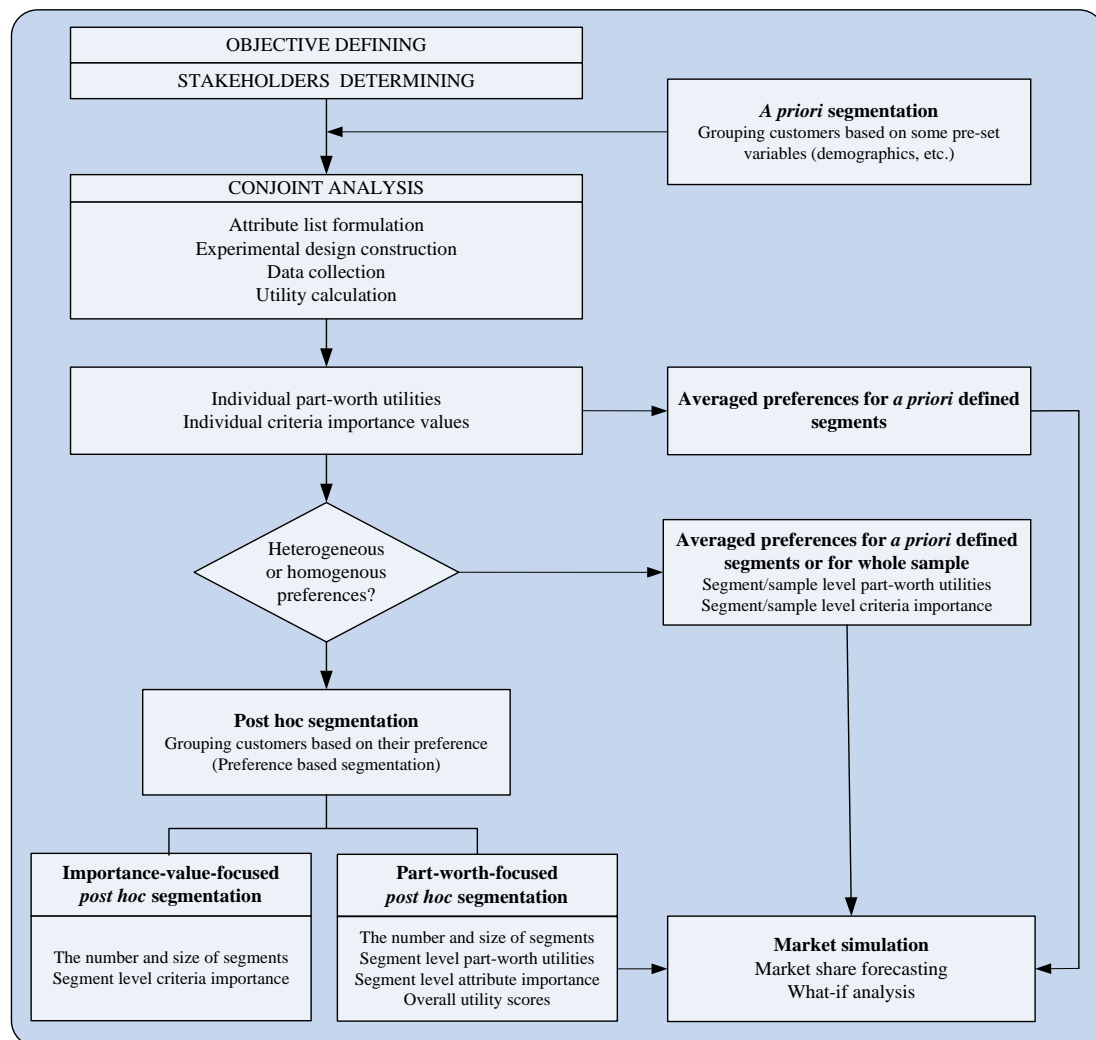 OBJECTIVE DEFINING
STAKEHOLDERS DETERMINING
A priori segmentation
Grouping customers based on some pre-set
variables (demographics, etc.)
CONJOINT ANALYSIS
Attribute list formulation
Experimental design construction
Data collection
Utility calculation
Individual part-worth utilities
Individual criteria importance values
Averaged preferences for a priori defined
segments
Heterogeneous
or homogenous
preferences?
Averaged preferences for a priori defined
segments or for whole sample
Segment/sample level part-worth utilities
Segment/sample level criteria importance
Post hoc segmentation
Grouping customers based on their preference
(Preference based segmentation)
Importance-value-focused
post hoc segmentation
The number and size of segments
Segment level criteria importance
Part-worth-focused
post hoc segmentation
The number and size of segments
Segment level part-worth utilities
Segment level attribute importance
Overall utility scores
Market simulation
Market share forecasting
What-if analysis